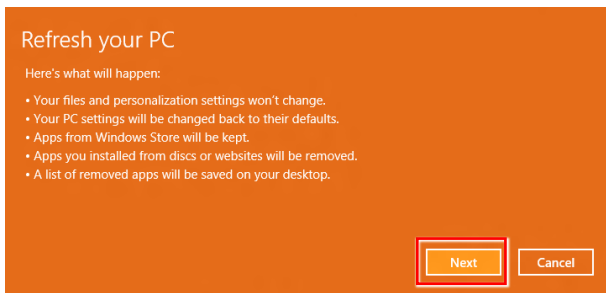 Refresh your PC
Here's what will happen:
• Your files and personalization settings won't change.
• Your PC settings will be changed back to their defaults.
• Apps from Windows Store will be kept.
• Apps you installed from discs or websites will be removed.
• A list of removed apps will be saved on your desktop.
Next Cancel